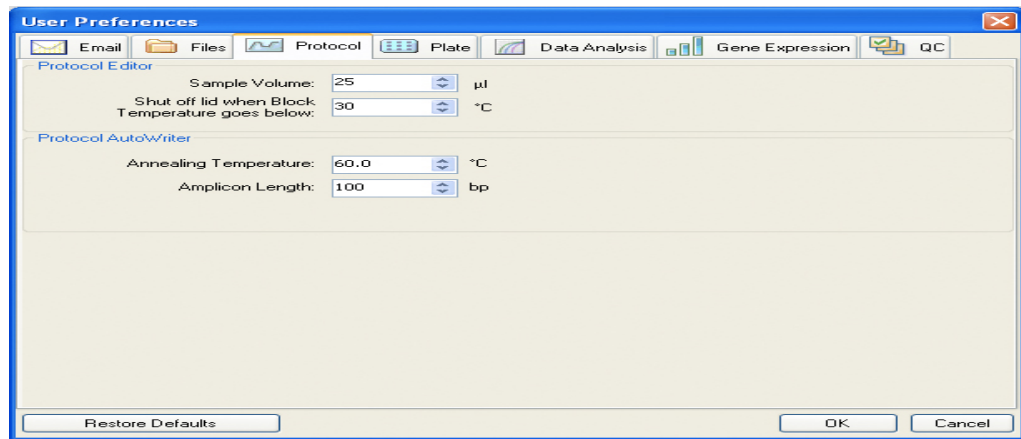 User Preferences
Email Files Protocol Plate Data Analysis Gene Expression QC
Protocol Editor
Sample Volume: 25 µl
Shut off lid when Block
Temperature goes below: 30 °C
Protocol AutoWriter
Annealing Temperature: 60.0 °C
Amplicon Length: 100 bp
Restore Defaults OK Cancel